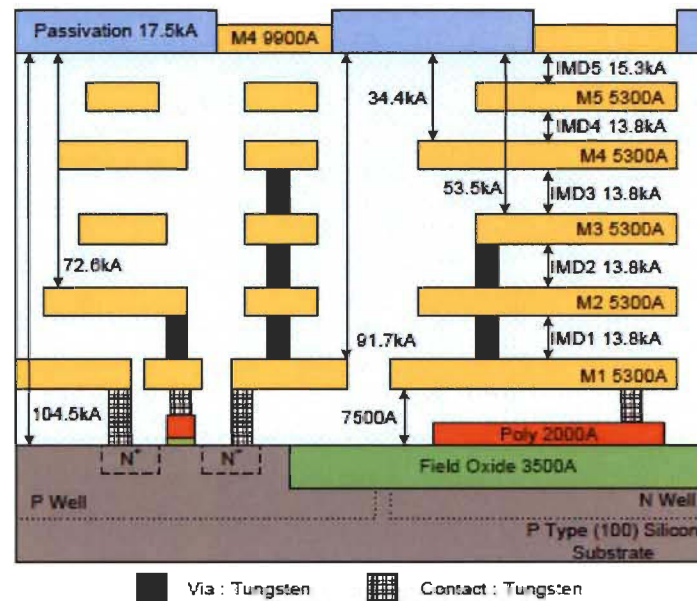 Passivation 17.5kA
M4 9900A
IMD5 15.3kA
34.4kA
M5 5300A
IMD4 13.8kA
M4 5300A
53.5kA
IMD3 13.8kA
M3 5300A
72.6kA
IMD2 13.8kA
M2 5300A
91.7kA
IMD1 13.8kA
M1 5300A
104.5kA
7500A
Poly 2000A
N+
N+
Field Oxide 3500A
P Well
N Well
P Type (100) Silicon
Substrate
Via : Tungsten
Contact : Tungsten